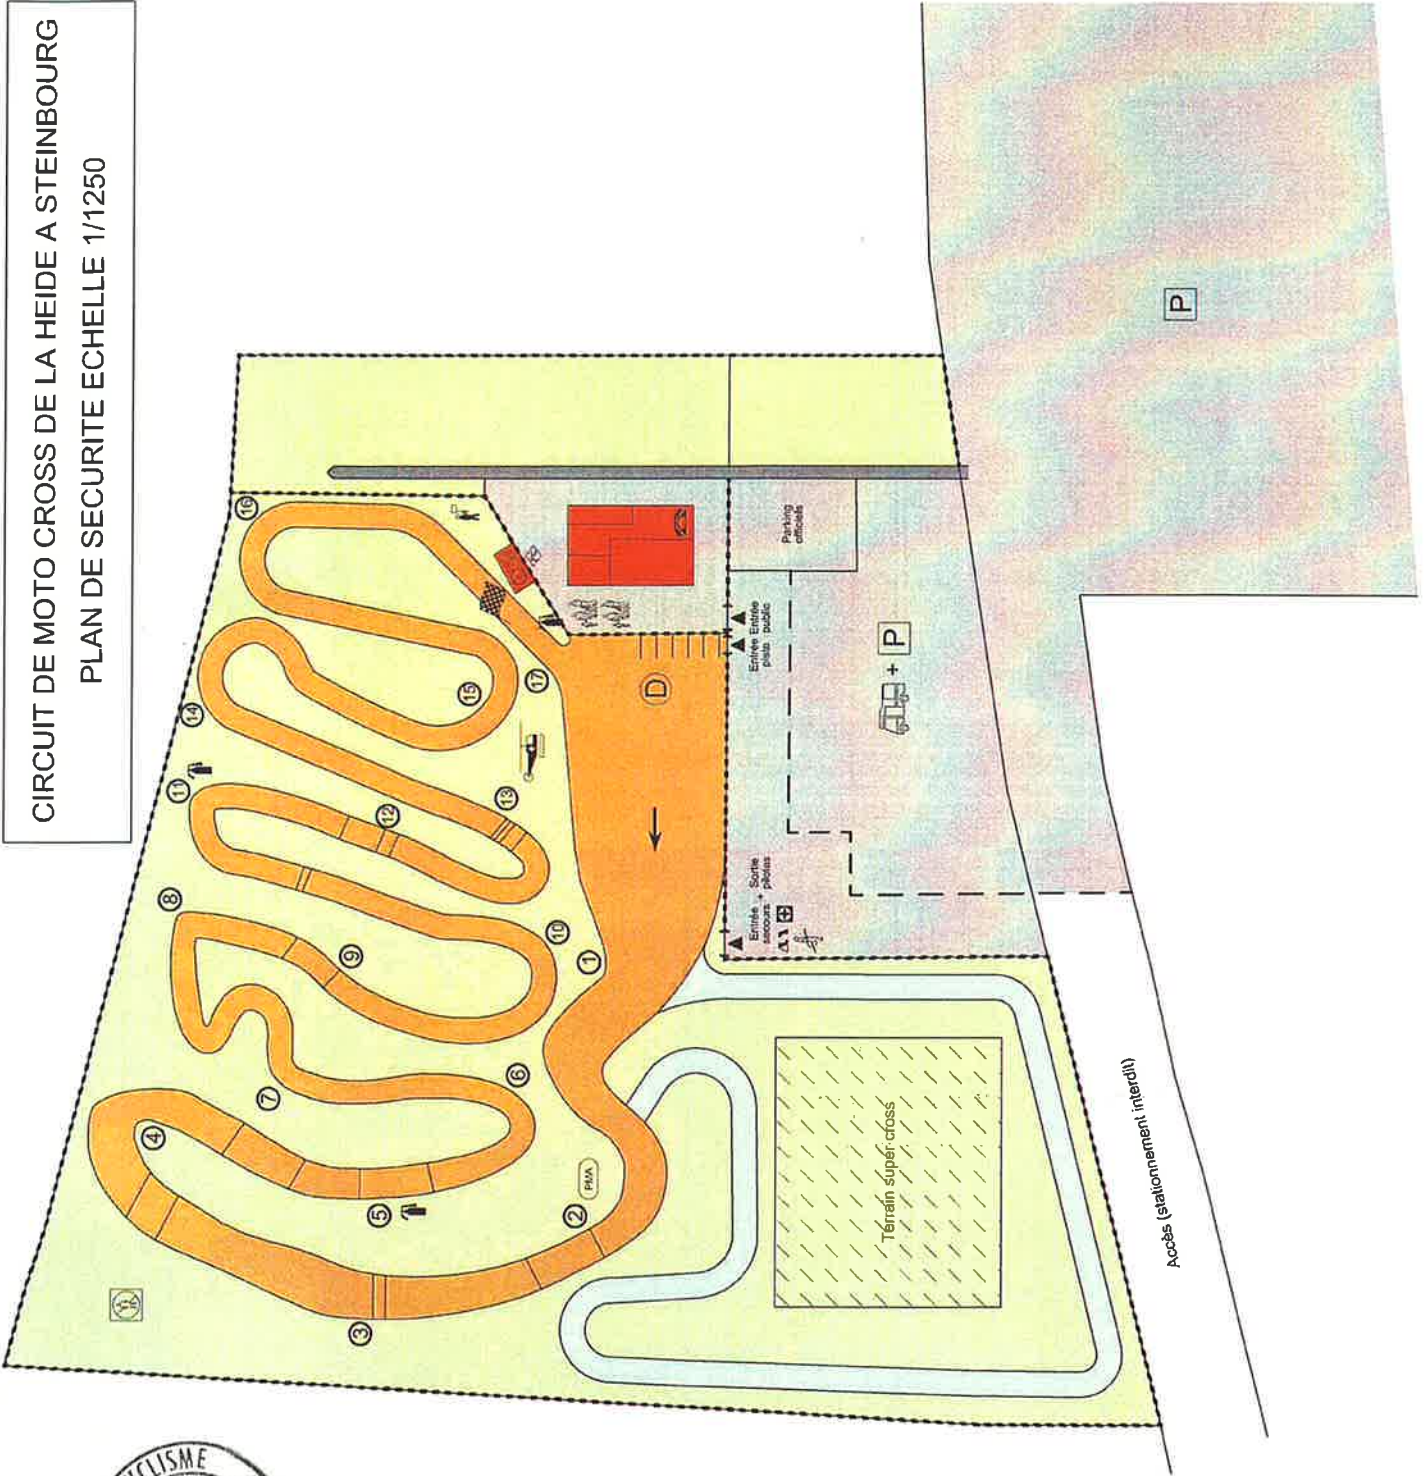 CIRCUIT DE MOTO CROSS DE LA HEIDE A STEINBOURG
PLAN DE SECURITE ECHELLE 1/1250
P
16
Parking
officiels
Entrée
piste
Entrée
public
P
+
D
17
15
14
11
12
13
8
9
10
1
Entrée
secours
+
Sortie
pilotes
7
6
4
5
PMA
2
3
Terrain super cross
Accès (stationnement interdit)
CLISME